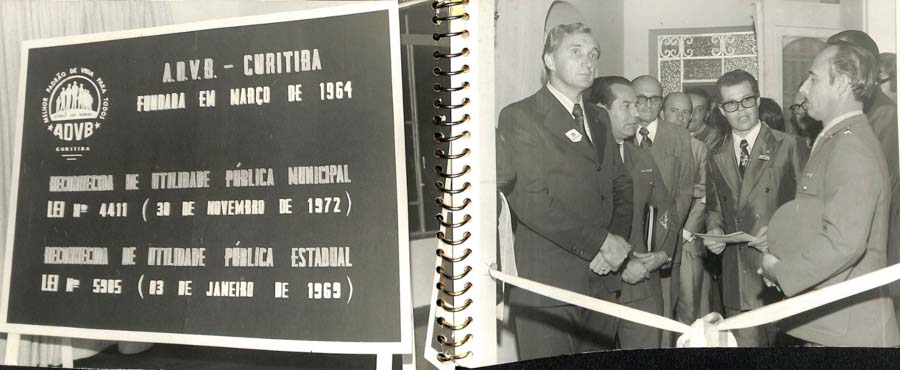 A.D.V.B. - CURITIBA
FUNDADA EM MARÇO DE 1964
MELHOR PADRÃO DE VIDA PARA TODOS
ADVB
CURITIBA
RECONHECIDA DE UTILIDADE PÚBLICA MUNICIPAL
LEI Nº 4411 ( 30 DE NOVEMBRO DE 1972 )
RECONHECIDA DE UTILIDADE PÚBLICA ESTADUAL
LEI Nº 5905 ( 03 DE JANEIRO DE 1969 )